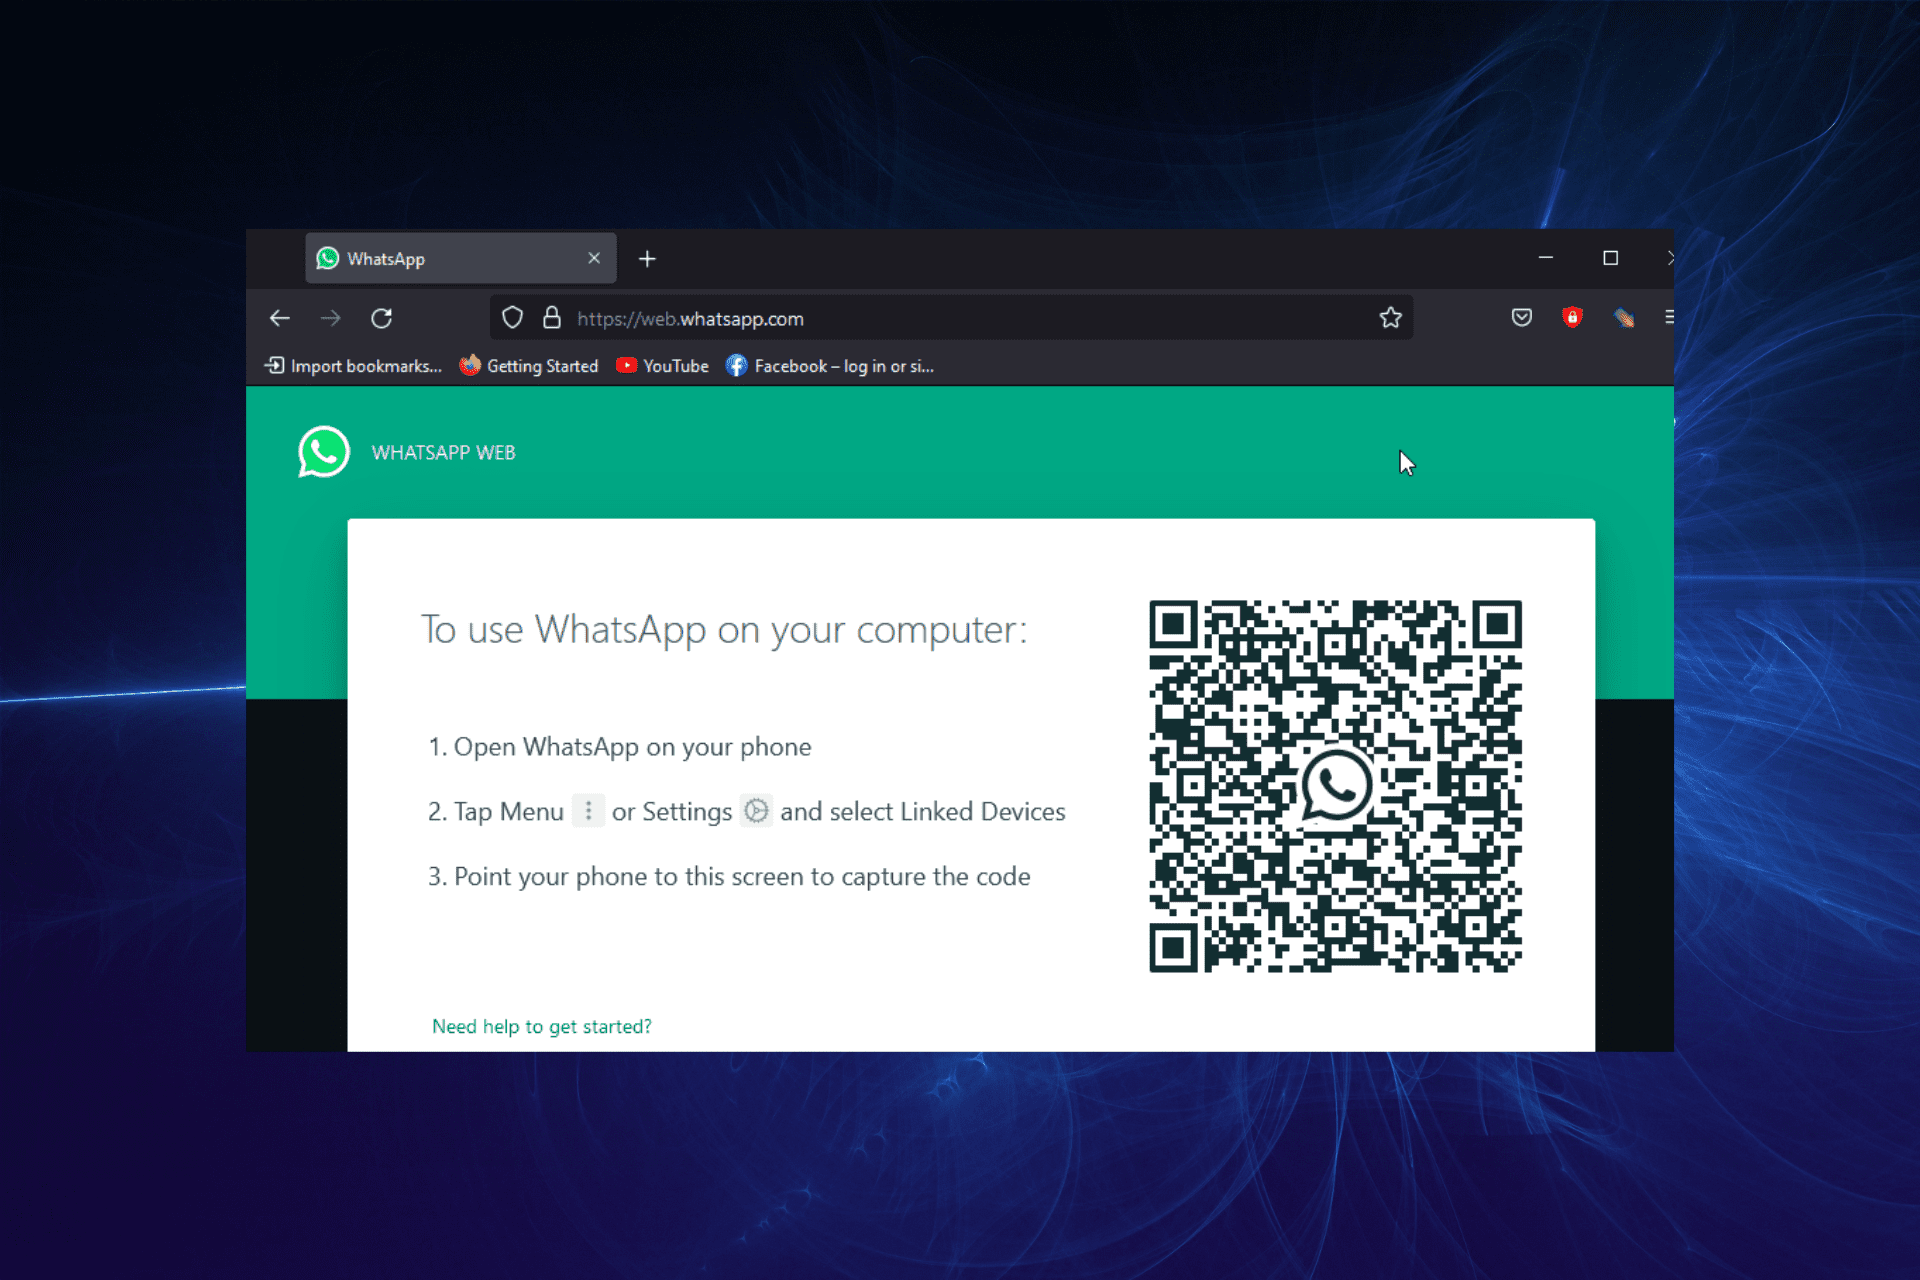 WhatsApp
https://web.whatsapp.com
Import bookmarks... Getting Started YouTube Facebook – log in or si...
WHATSAPP WEB
To use WhatsApp on your computer:
1. Open WhatsApp on your phone
2. Tap Menu or Settings and select Linked Devices
3. Point your phone to this screen to capture the code
Need help to get started?